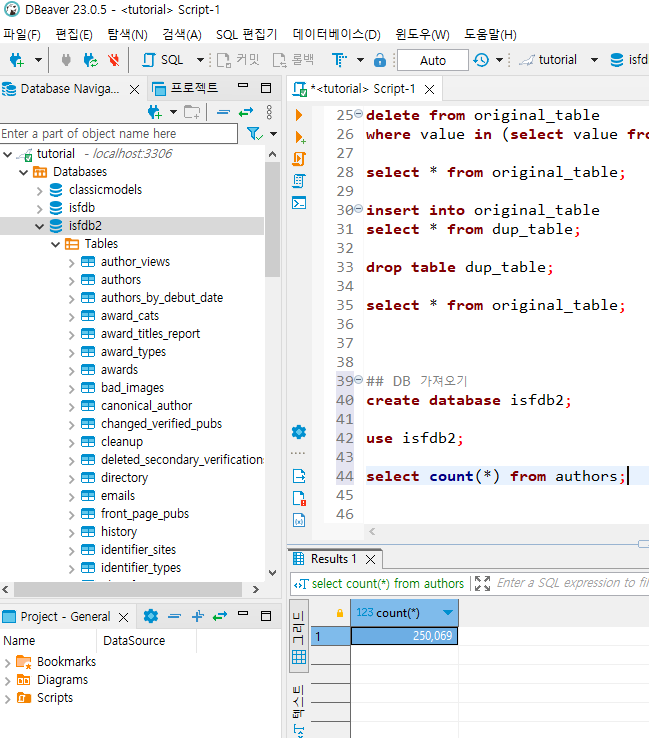 DBeaver 23.0.5 - <tutorial> Script-1
파일(F) 편집(E) 탐색(N) 검색(A) SQL 편집기 데이터베이스(D) 윈도우(W) 도움말(H)
SQL 커밋 롤백 Auto tutorial isfd
Database Naviga... 프로젝트
Enter a part of object name here
tutorial - localhost:3306
Databases
classicmodels
isfdb
isfdb2
Tables
author_views
authors
authors_by_debut_date
award_cats
award_titles_report
award_types
awards
bad_images
canonical_author
changed_verified_pubs
cleanup
deleted_secondary_verifications
directory
emails
front_page_pubs
history
identifier_sites
identifier_types
Project - General
Name DataSource
Bookmarks
Diagrams
Scripts
*<tutorial> Script-1
25 delete from original_table
26 where value in (select value fro
27
28 select * from original_table;
29
30 insert into original_table
31 select * from dup_table;
32
33 drop table dup_table;
34
35 select * from original_table;
36
37
38
39 ## DB 가져오기
40 create database isfdb2;
41
42 use isfdb2;
43
44 select count(*) from authors;
45
46
Results 1
select count(*) from authors Enter a SQL expression to fil
그리드
텍스트
123 count(*)
1 250,069